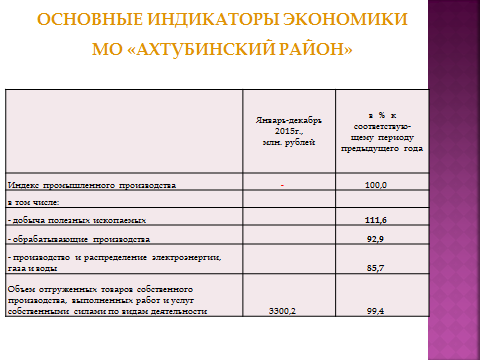 ОСНОВНЫЕ ИНДИКАТОРЫ ЭКОНОМИКИ
МО «АХТУБИНСКИЙ РАЙОН»
Январь-декабрь
2015г.,
млн. рублей
в % к
соответствую-
щему периоду
предыдущего года
Индекс промышленного производства - 100,0
в том числе:
- добыча полезных ископаемых 111,6
- обрабатывающие производства 92,9
- производство и распределение электроэнергии,
газа и воды 85,7
Объем отгруженных товаров собственного
производства, выполненных работ и услуг
собственными силами по видам деятельности 3300,2 99,4